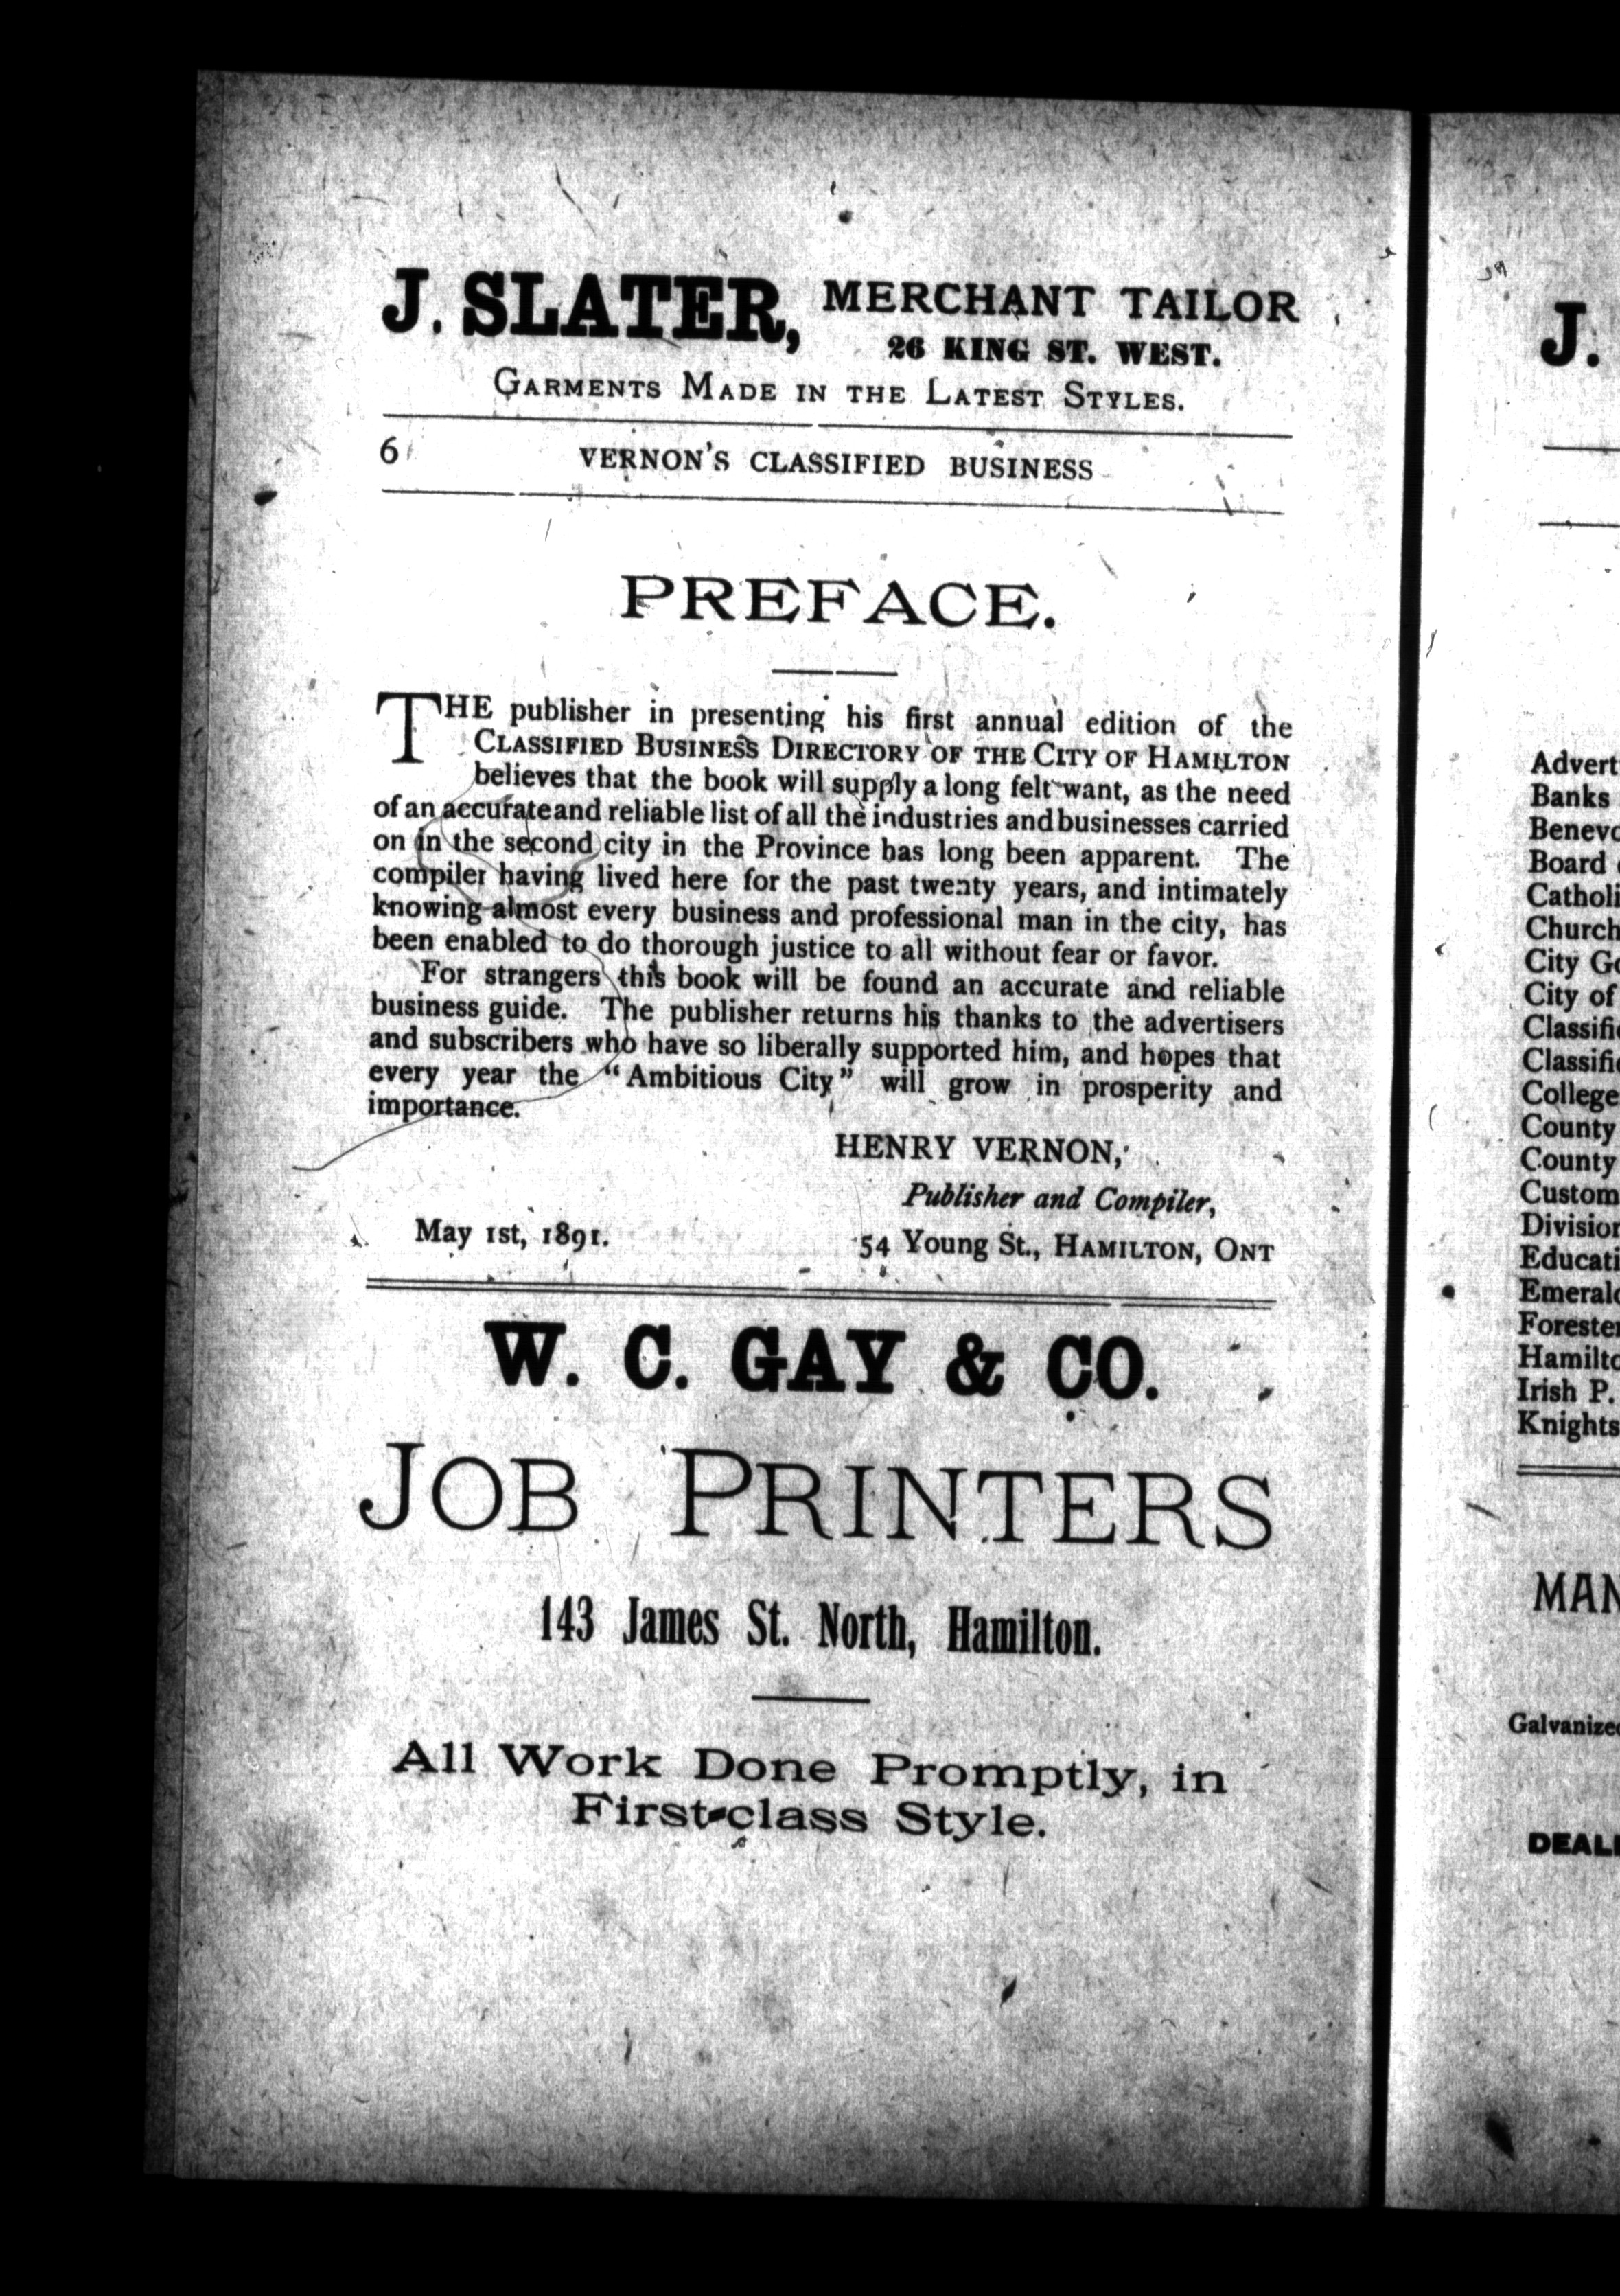 J. SLATER, MERCHANT TAILOR
26 KING ST. WEST.
GARMENTS MADE IN THE LATEST STYLES.
6 VERNON'S CLASSIFIED BUSINESS
PREFACE.
THE publisher in presenting his first annual edition of the
CLASSIFIED BUSINESS DIRECTORY OF THE CITY OF HAMILTON
believes that the book will supply a long felt want, as the need
of an accurate and reliable list of all the industries and businesses carried
on in the second city in the Province has long been apparent. The
compiler having lived here for the past twenty years, and intimately
knowing almost every business and professional man in the city, has
been enabled to do thorough justice to all without fear or favor.
For strangers this book will be found an accurate and reliable
business guide. The publisher returns his thanks to the advertisers
and subscribers who have so liberally supported him, and hopes that
every year the "Ambitious City" will grow in prosperity and
importance.
HENRY VERNON,
Publisher and Compiler,
May 1st, 1891. 54 Young St., HAMILTON, ONT
W. C. GAY & CO.
JOB PRINTERS
143 James St. North, Hamilton.
All Work Done Promptly, in
First-class Style.
J.
Advert
Banks
Benevo
Board
Catholi
Church
City Go
City of
Classifie
Classifie
College
County
County
Custom
Division
Educati
Emerald
Forester
Hamilto
Irish P.
Knights
MAN
Galvanized
DEAL